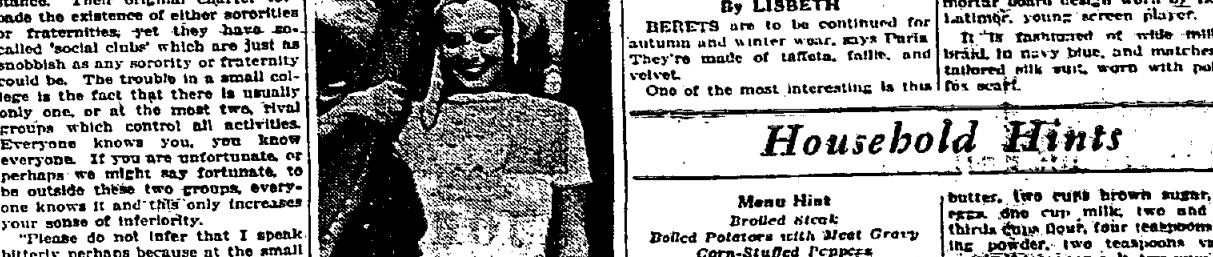 bade the existence of either sororities
or fraternities, yet they have so-
called 'social clubs' which are just as
snobbish as any sorority or fraternity
could be. The trouble in a small col-
lege is the fact that there is usually
only one, or at the most two, rival
groups which control all activities.
Everyone knows you, you know
everyone. If you are unfortunate, or
perhaps we might say fortunate, to
be outside these two groups, every-
one knows it and this only increases
your sense of inferiority.
"Please do not infer that I speak
bitterly perhaps because at the small
By LISBETH
BERETS are to be continued for
autumn and winter wear, says Paris
They're made of taffeta, faille, and
velvet.
One of the most interesting is this
mortar board design worn by
Latimer, young screen player.
It is fashioned of wide
braid, in navy blue, and matches
tailored silk suit, worn with
fox scarf.
Household Hints
Menu Hint
Broiled Steak
Boiled Potatoes with Meat Gravy
Corn-Stuffed Peppers
butter, two cups brown sugar,
eggs, one cup milk, two and
thirds cups flour, four teaspoons
ing powder, two teaspoons